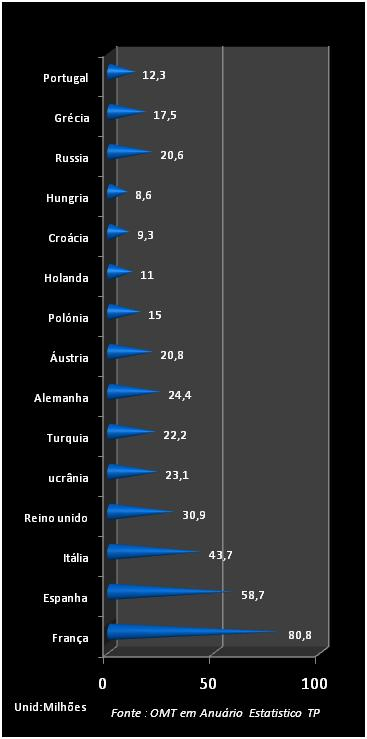 Portugal 12,3
Grécia 17,5
Russia 20,6
Hungria 8,6
Croácia 9,3
Holanda 11
Polónia 15
Áustria 20,8
Alemanha 24,4
Turquia 22,2
ucrânia 23,1
Reino unido 30,9
Itália 43,7
Espanha 58,7
França 80,8
0 50 100
Unid:Milhões
Fonte : OMT em Anuário Estatistico TP